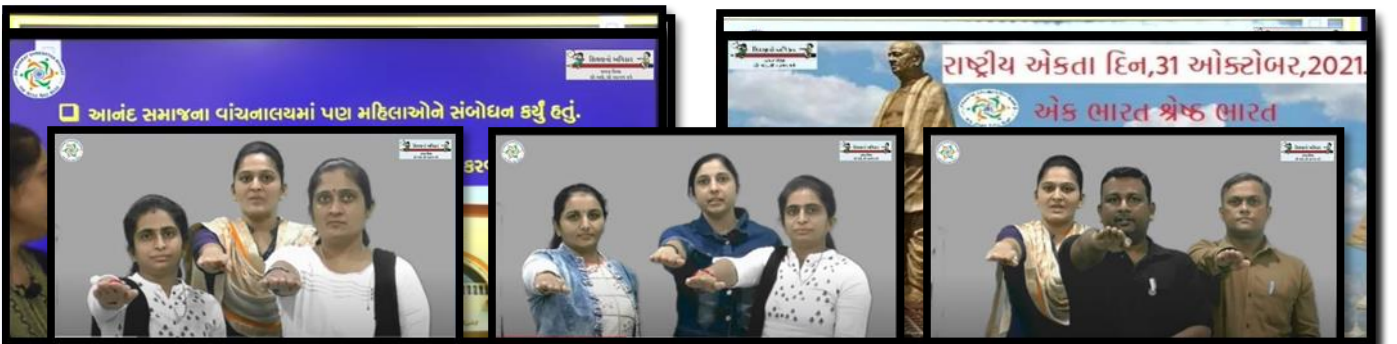 ❑ આનંદ સમાજના વાંચનાલયમાં પણ મહિલાઓને સંબોધન કર્યું હતું.
રાષ્ટ્રીય એકતા દિન,31 ઓક્ટોબર,2021.
એક ભારત શ્રેષ્ઠ ભારત